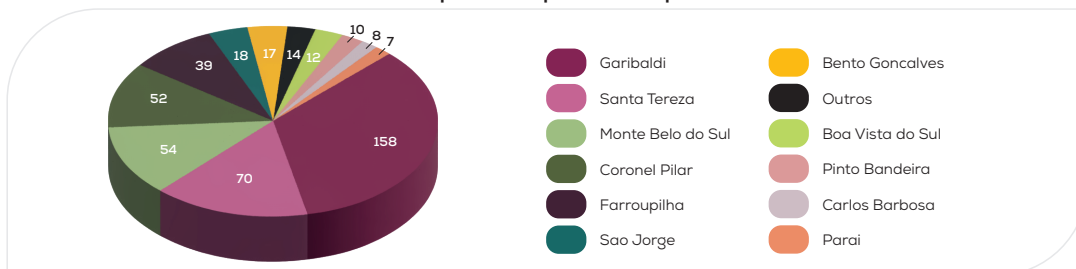 10
8
7
12
14
17
18
39
52
54
70
158
Garibaldi
Santa Tereza
Monte Belo do Sul
Coronel Pilar
Farroupilha
Sao Jorge
Bento Goncalves
Outros
Boa Vista do Sul
Pinto Bandeira
Carlos Barbosa
Parai